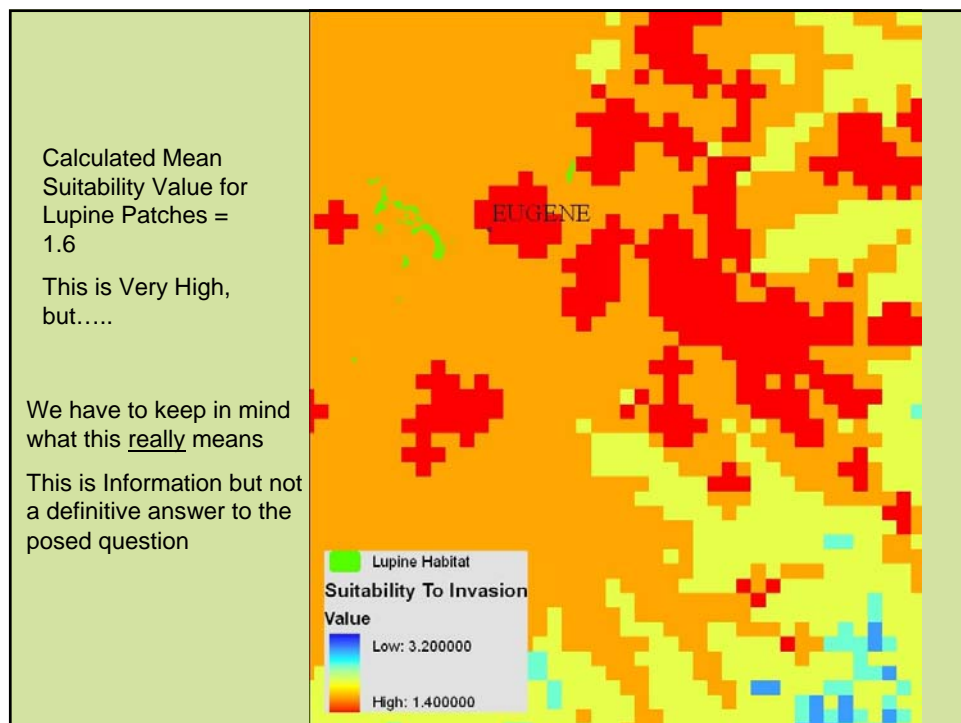 Calculated Mean
Suitability Value for
Lupine Patches =
1.6
This is Very High,
but…..
We have to keep in mind
what this really means
This is Information but not
a definitive answer to the
posed question
EUGENE
Lupine Habitat
Suitability To Invasion
Value
Low: 3.200000
High: 1.400000